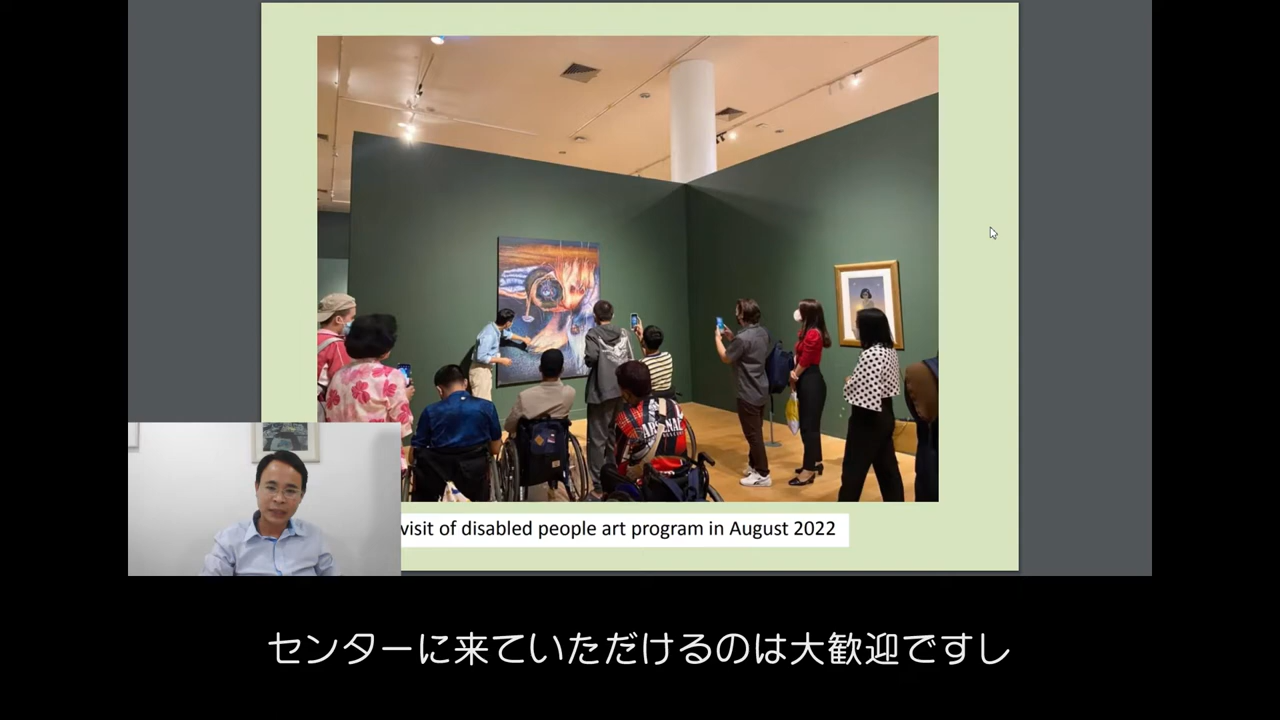 ARSENAL
visit of disabled people art program in August 2022
センターに来ていただけるのは大歓迎ですし